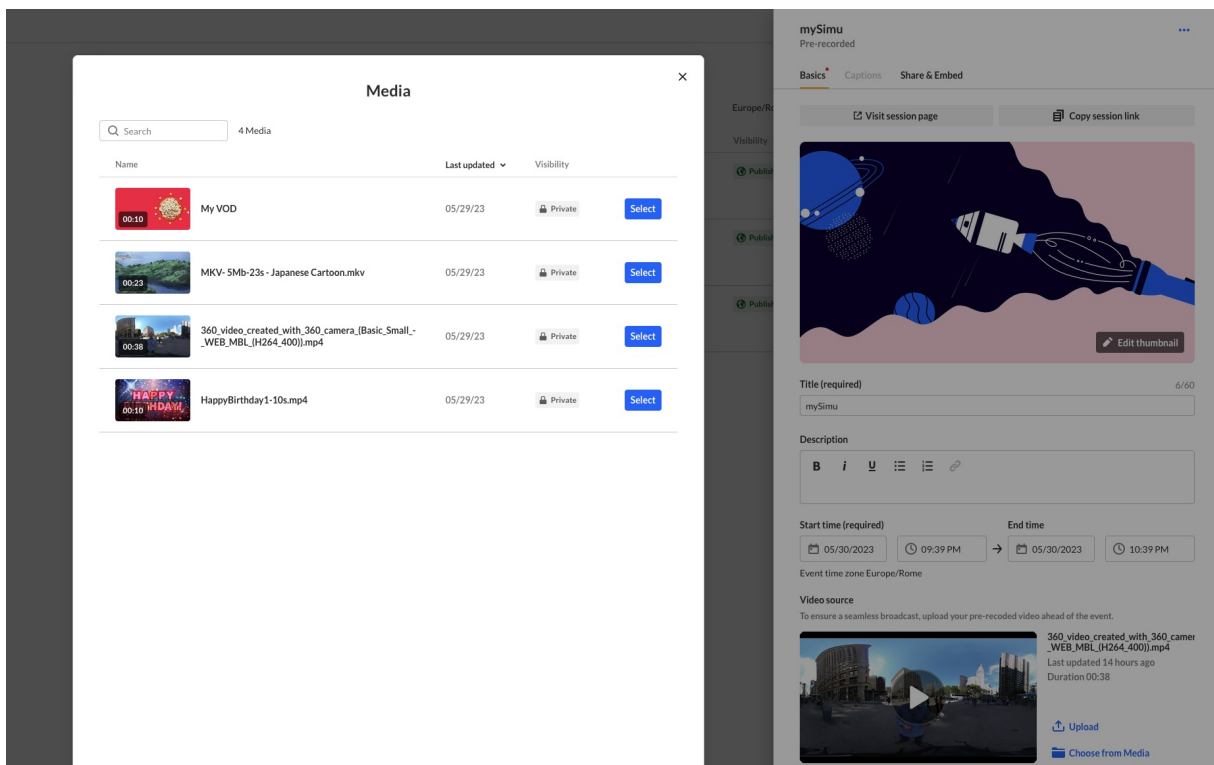 Media
Search
4 Media
Name
Last updated
Visibility
00:10
My VOD
05/29/23
Private
Select
00:23
MKV- 5Mb-23s - Japanese Cartoon.mkv
05/29/23
Private
Select
00:38
360_video_created_with_360_camera_(Basic_Small_-
_WEB_MBL_(H264_400)).mp4
05/29/23
Private
Select
HAPPY
00:10
HappyBirthday1-10s.mp4
05/29/23
Private
Select
Visibility
mySimu
Pre-recorded
Basics
Captions
Share & Embed
Visit session page
Copy session link
Edit thumbnail
Title (required)
6/60
mySimu
Description
B i U
Start time (required)
End time
05/30/2023
09:39 PM
05/30/2023
10:39 PM
Event time zone Europe/Rome
Video source
To ensure a seamless broadcast, upload your pre-recoded video ahead of the event.
360_video_created_with_360_camer
_WEB_MBL_(H264_400)).mp4
Last updated 14 hours ago
Duration 00:38
Upload
Choose from Media